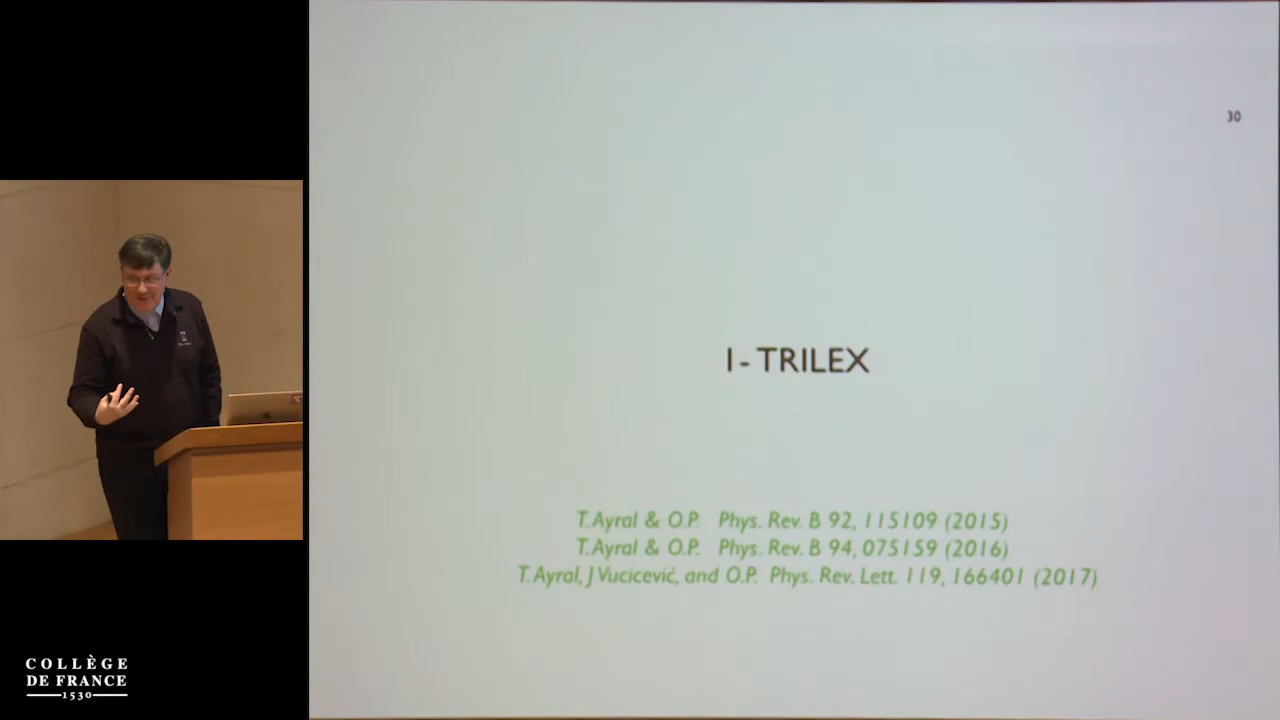 30
I - TRILEX
T. Ayral & O.P. Phys. Rev. B 92, 115109 (2015)
T. Ayral & O.P. Phys. Rev. B 94, 075159 (2016)
T. Ayral, J Vucicević, and O.P. Phys. Rev. Lett. 119, 166401 (2017)
COLLÈGE
DE FRANCE
1530